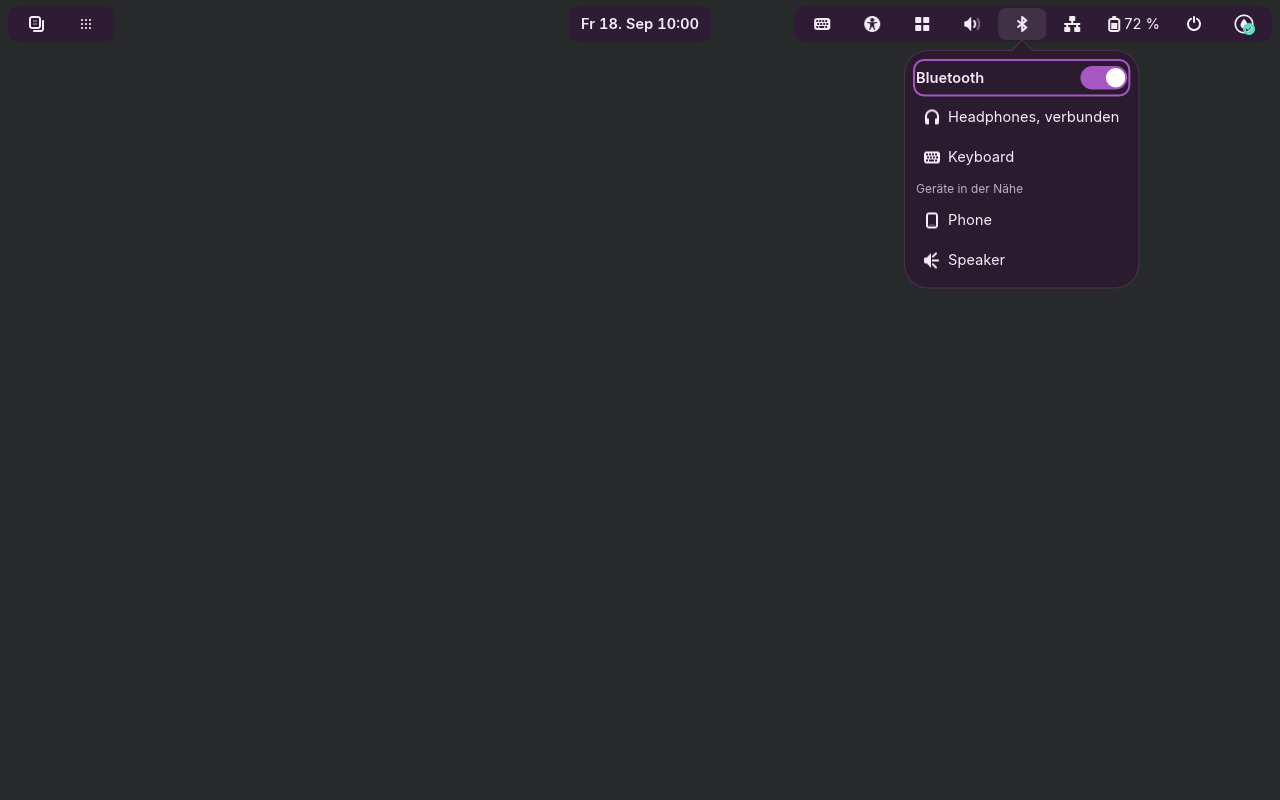 Fr 18. Sep 10:00
72 %
Bluetooth
Headphones, verbunden
Keyboard
Geräte in der Nähe
Phone
Speaker